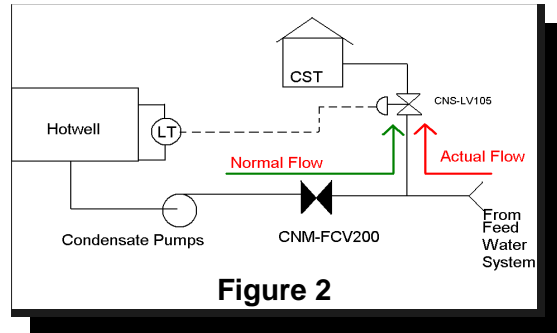 CST
CNS-LV105
Hotwell
LT
Normal Flow
Actual Flow
Condensate Pumps
CNM-FCV200
From
Feed
Water
System
Figure 2